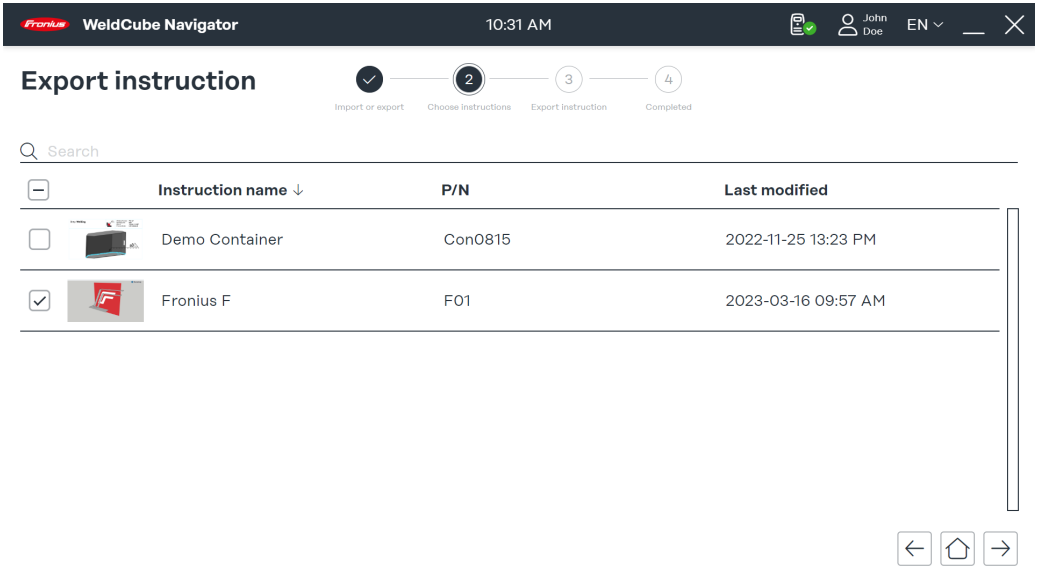 Fronius WeldCube Navigator 10:31 AM John Doe EN
Export instruction
2 3 4
Import or export Choose instructions Export instruction Completed
Search
Instruction name ↓ P/N Last modified
Demo Container Con0815 2022-11-25 13:23 PM
Fronius F F01 2023-03-16 09:57 AM